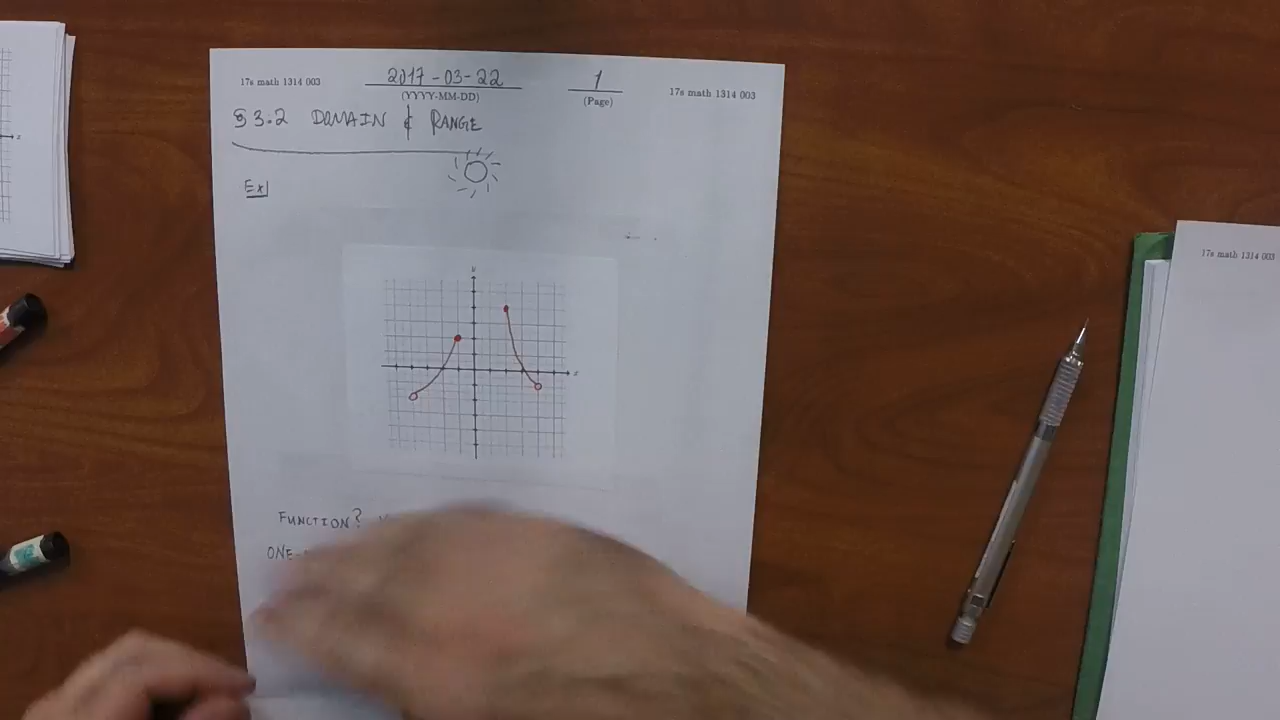 17s math 1314 003
2017-03-22
(YYYY-MM-DD)
1
(Page)
17s math 1314 003
§3.2 DOMAIN & RANGE
Ex
y
x
FUNCTION?
ONE-
x
17s math 1314 003